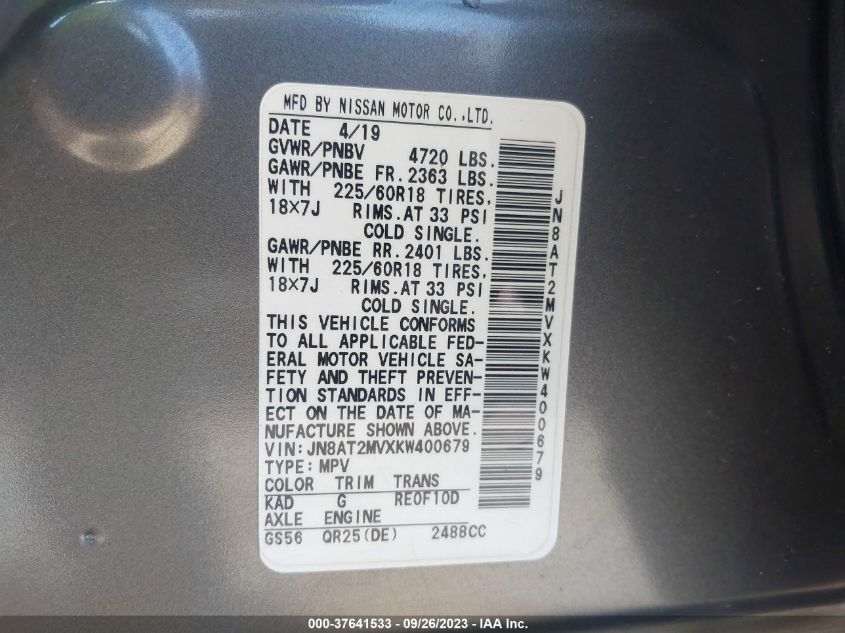 MFD BY NISSAN MOTOR CO.,LTD.
DATE 4/19
GVWR/PNBV 4720 LBS.
GAWR/PNBE FR. 2363 LBS.
WITH 225/60R18 TIRES,
18×7J RIMS. AT 33 PSI
COLD SINGLE.
GAWR/PNBE RR. 2401 LBS.
WITH 225/60R18 TIRES,
18×7J RIMS. AT 33 PSI
COLD SINGLE.
THIS VEHICLE CONFORMS
TO ALL APPLICABLE FED-
ERAL MOTOR VEHICLE SA-
FETY AND THEFT PREVEN-
TION STANDARDS IN EFF-
ECT ON THE DATE OF MA-
NUFACTURE SHOWN ABOVE.
VIN:JN8AT2MVXKW400679
TYPE:MPV
COLOR TRIM TRANS
KAD G RE0F10D
AXLE ENGINE
GS56 QR25(DE) 2488CC
JN8AT2MVXKW400679
000-37641533 - 09/26/2023 - IAA Inc.